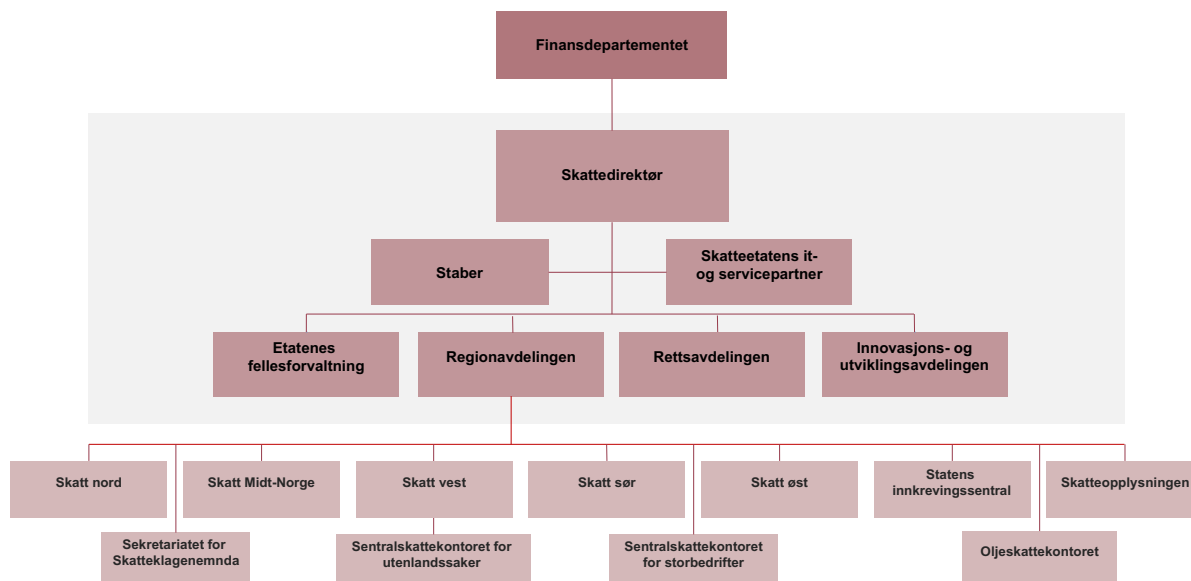 Finansdepartementet
Skattedirektør
Staber
Skatteetatens it-
og servicepartner
Etatenes
fellesforvaltning
Regionavdelingen
Rettsavdelingen
Innovasjons- og
utviklingsavdelingen
Skatt nord
Skatt Midt-Norge
Skatt vest
Skatt sør
Skatt øst
Statens
innkrevingssentral
Skatteopplysningen
Sekretariatet for
Skatteklagenemnda
Sentralskattekontoret for
utenlandssaker
Sentralskattekontoret
for storbedrifter
Oljeskattekontoret